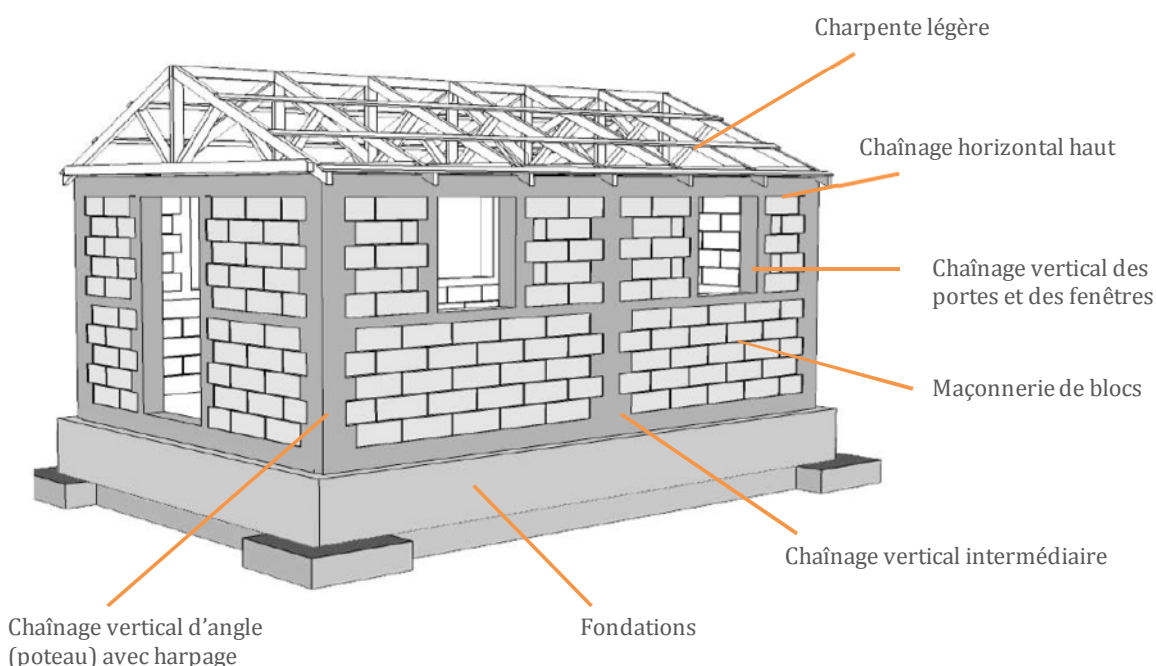 Charpente légère
Chaînage horizontal haut
Chaînage vertical des
portes et des fenêtres
Maçonnerie de blocs
Chaînage vertical intermédiaire
Fondations
Chaînage vertical d’angle
(poteau) avec harpage